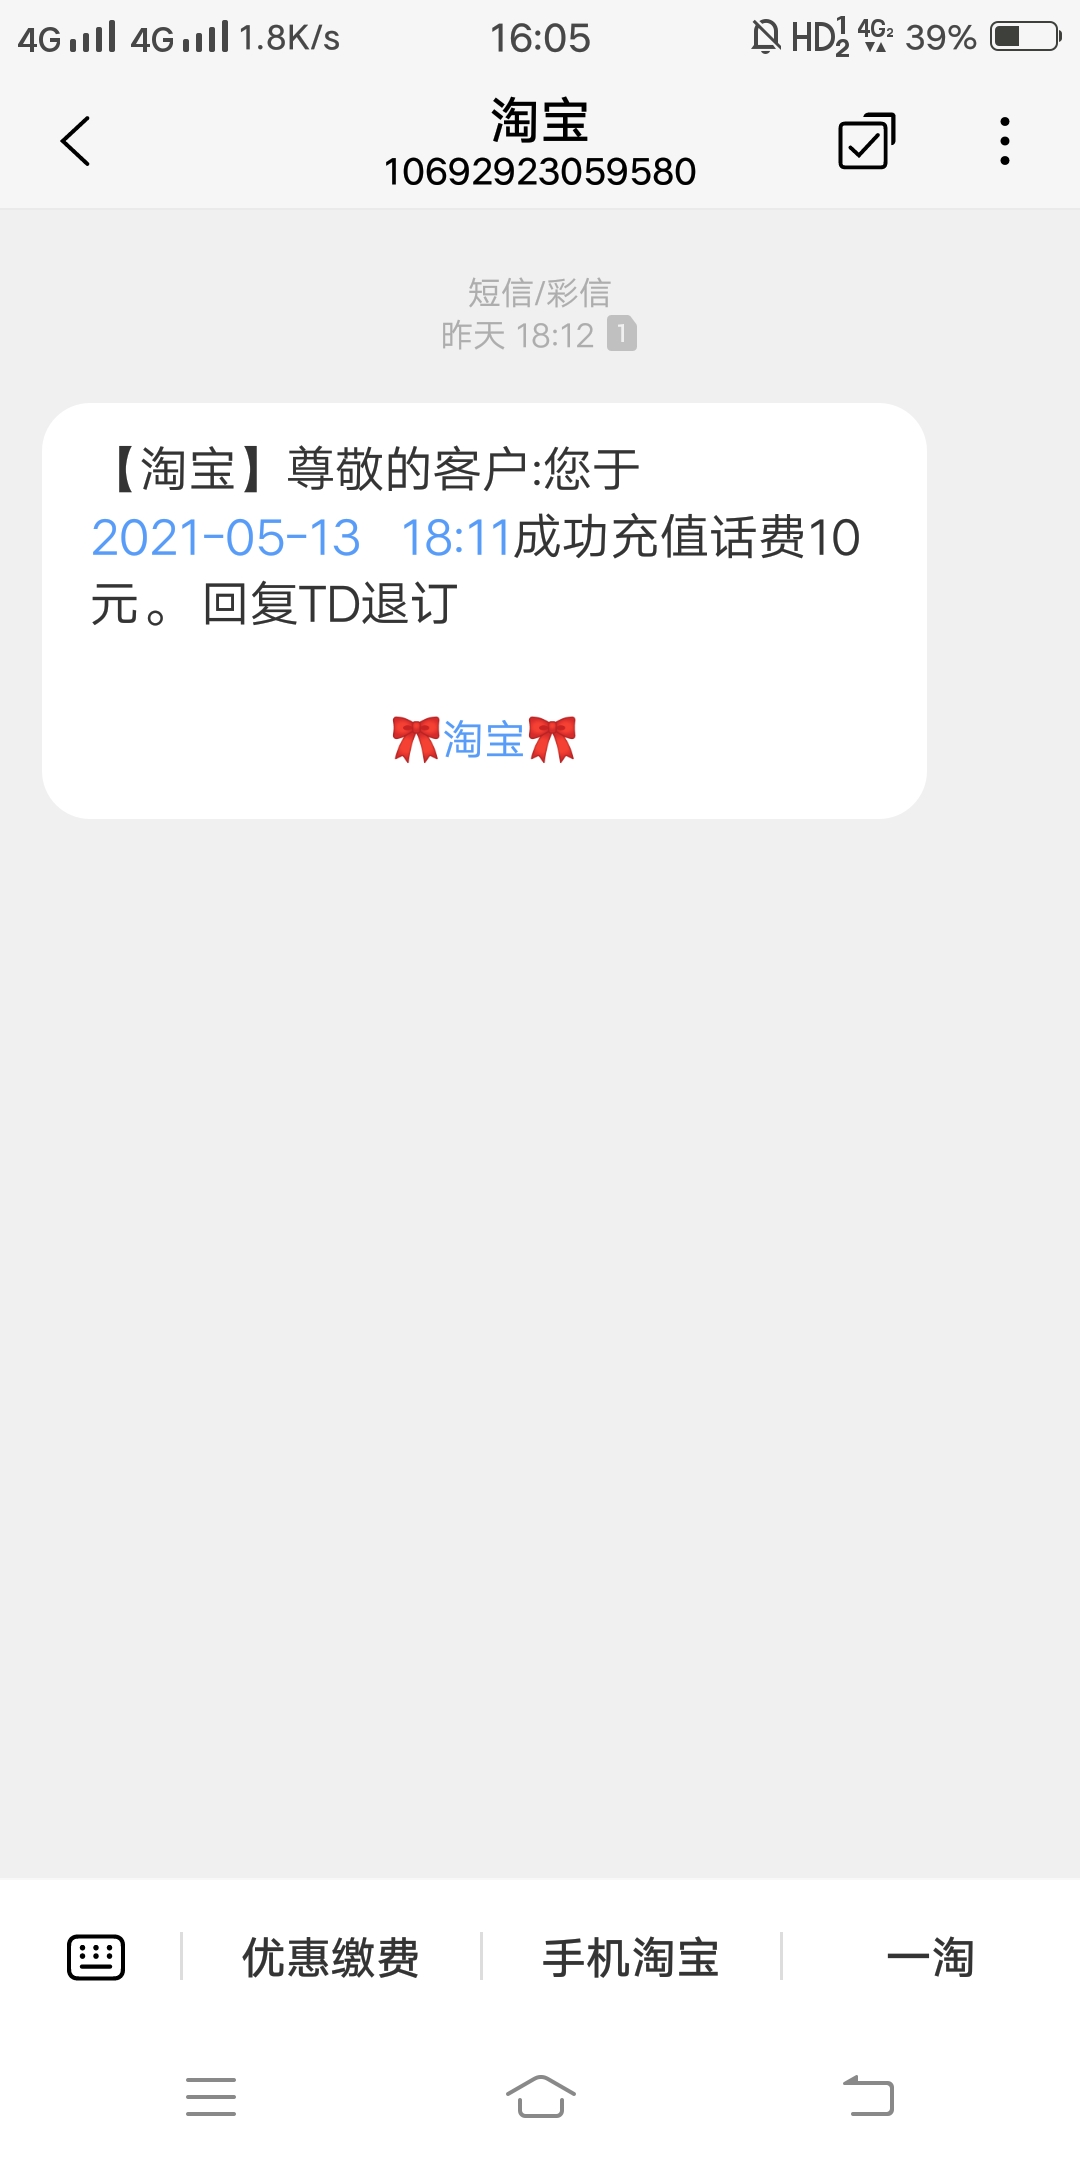 4G 4G 1.8K/s 16:05 HD 1 2 4G2 39%
淘宝
10692923059580
短信/彩信
昨天 18:12 1
【淘宝】尊敬的客户:您于
2021-05-13 18:11成功充值话费10
元。回复TD退订
🎀淘宝🎀
优惠缴费 手机淘宝 一淘